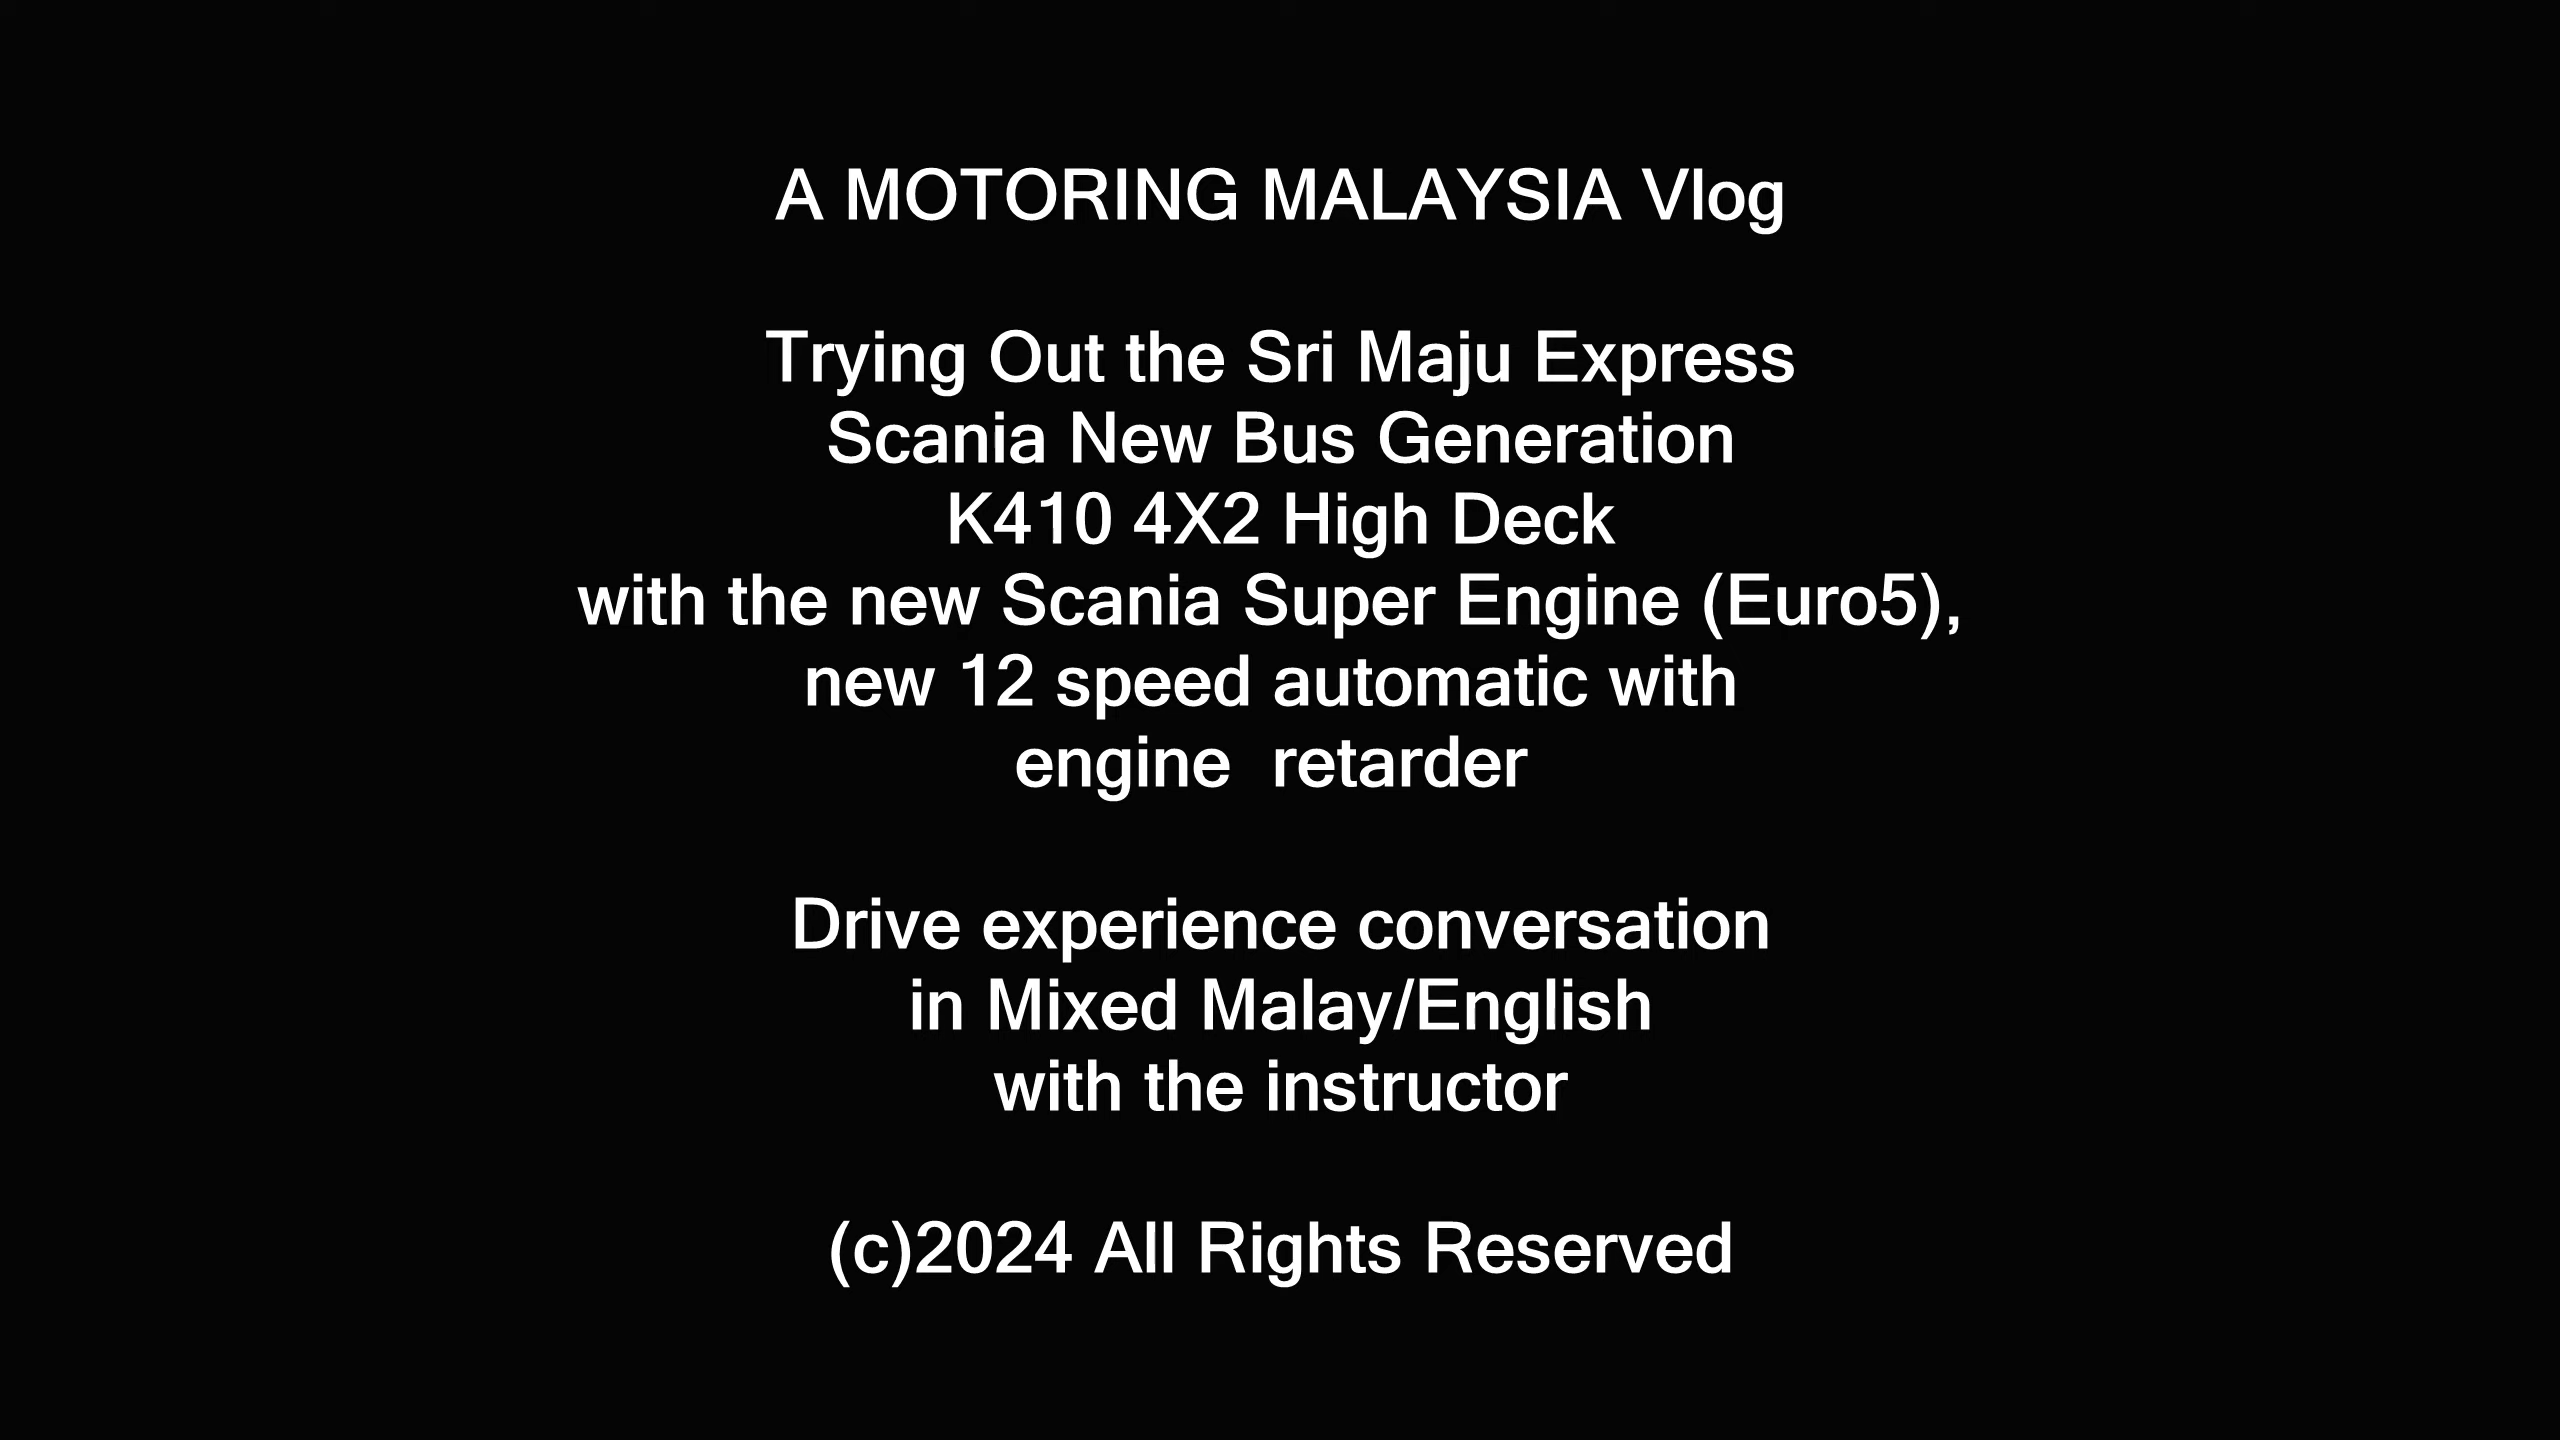 A MOTORING MALAYSIA Vlog
Trying Out the Sri Maju Express
Scania New Bus Generation
K410 4X2 High Deck
with the new Scania Super Engine (Euro5),
new 12 speed automatic with
engine  retarder
Drive experience conversation
in Mixed Malay/English
with the instructor
(c)2024 All Rights Reserved